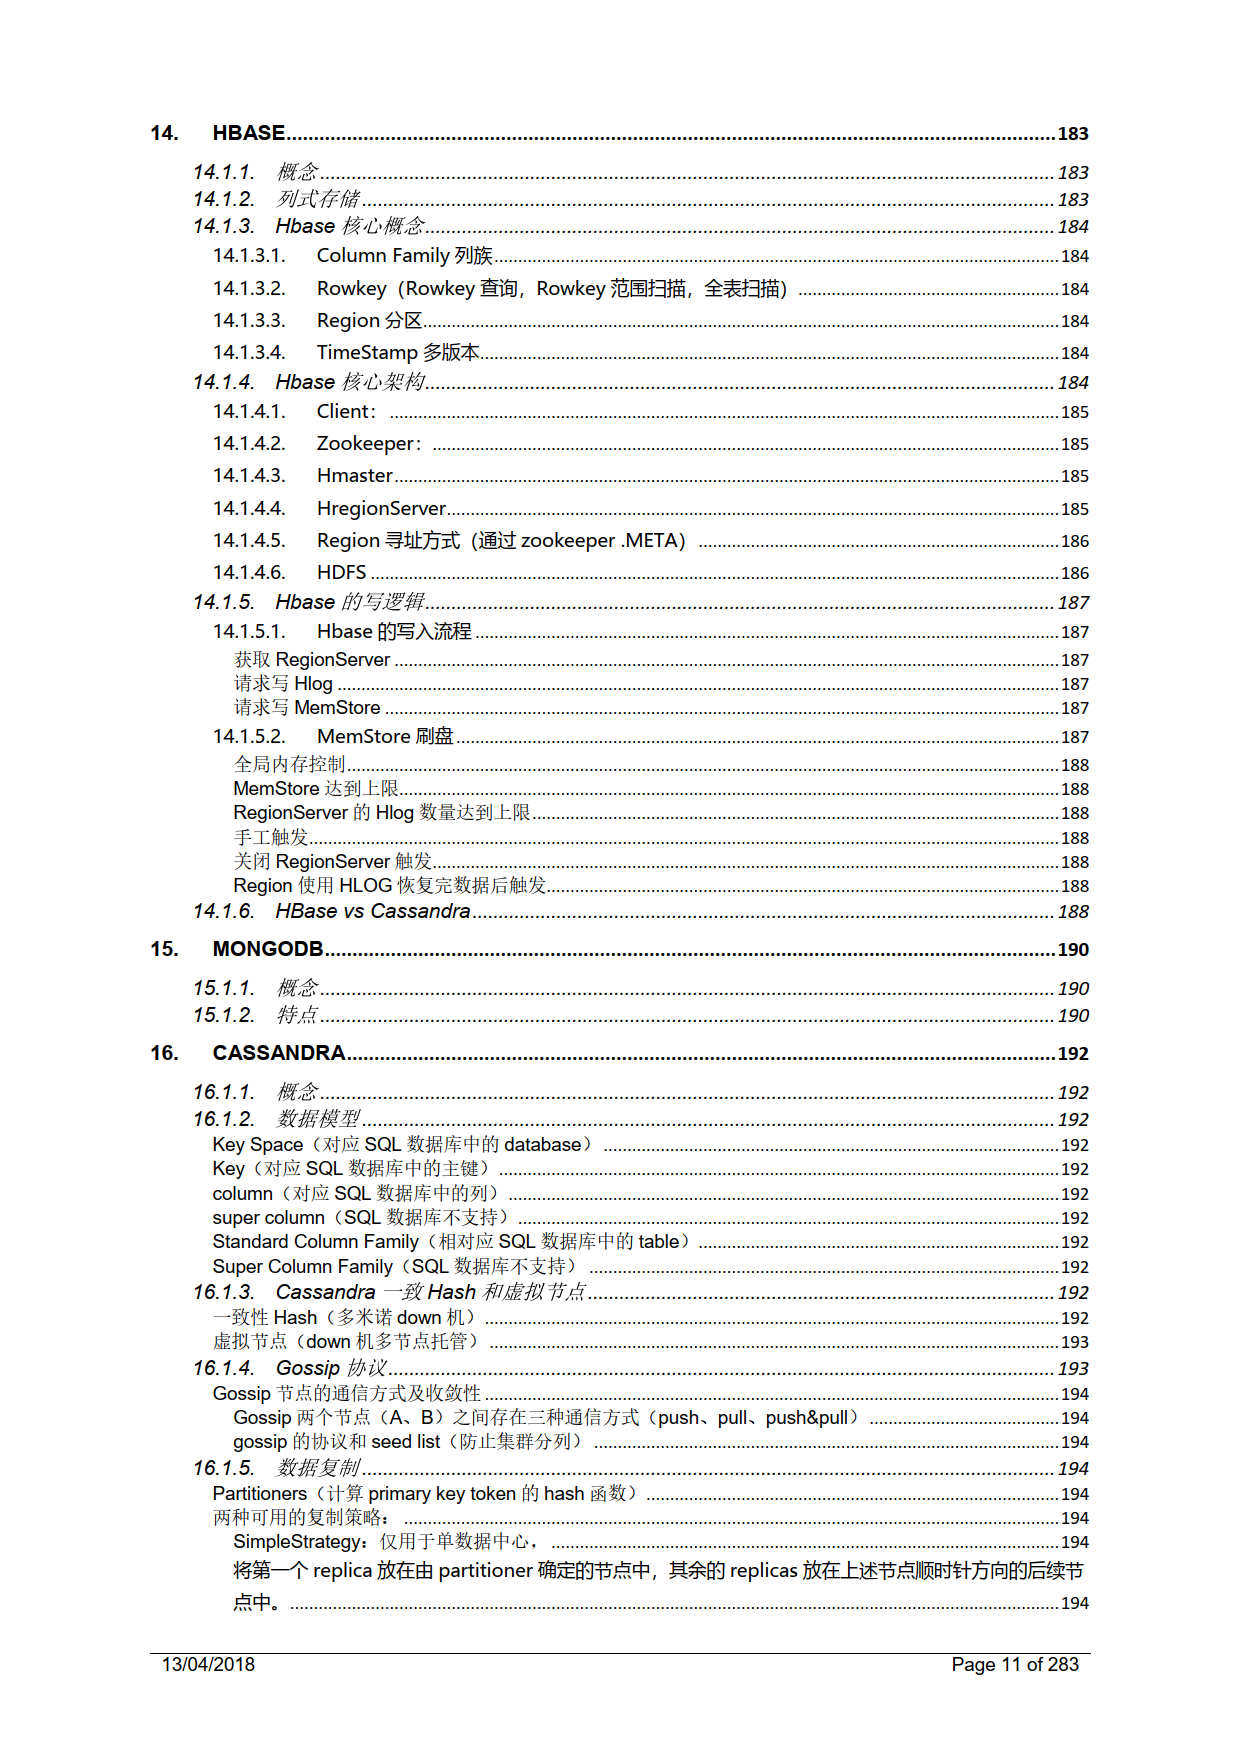 14. HBASE 183
14.1.1. 概念 183
14.1.2. 列式存储 183
14.1.3. Hbase 核心概念 184
14.1.3.1. Column Family 列族 184
14.1.3.2. Rowkey（Rowkey 查询，Rowkey 范围扫描，全表扫描） 184
14.1.3.3. Region 分区 184
14.1.3.4. TimeStamp 多版本 184
14.1.4. Hbase 核心架构 184
14.1.4.1. Client： 185
14.1.4.2. Zookeeper： 185
14.1.4.3. Hmaster 185
14.1.4.4. HregionServer 185
14.1.4.5. Region 寻址方式（通过 zookeeper .META） 186
14.1.4.6. HDFS 186
14.1.5. Hbase 的写逻辑 187
14.1.5.1. Hbase 的写入流程 187
获取 RegionServer 187
请求写 Hlog 187
请求写 MemStore 187
14.1.5.2. MemStore 刷盘 187
全局内存控制 188
MemStore 达到上限 188
RegionServer 的 Hlog 数量达到上限 188
手工触发 188
关闭 RegionServer 触发 188
Region 使用 HLOG 恢复完数据后触发 188
14.1.6. HBase vs Cassandra 188
15. MONGODB 190
15.1.1. 概念 190
15.1.2. 特点 190
16. CASSANDRA 192
16.1.1. 概念 192
16.1.2. 数据模型 192
Key Space（对应 SQL 数据库中的 database） 192
Key（对应 SQL 数据库中的主键） 192
column（对应 SQL 数据库中的列） 192
super column（SQL 数据库不支持） 192
Standard Column Family（相对应 SQL 数据库中的 table） 192
Super Column Family（SQL 数据库不支持） 192
16.1.3. Cassandra 一致 Hash 和虚拟节点 192
一致性 Hash（多米诺 down 机） 192
虚拟节点（down 机多节点托管） 193
16.1.4. Gossip 协议 193
Gossip 节点的通信方式及收敛性 194
Gossip 两个节点（A、B）之间存在三种通信方式（push、pull、push&pull） 194
gossip 的协议和 seed list（防止集群分列） 194
16.1.5. 数据复制 194
Partitioners（计算 primary key token 的 hash 函数） 194
两种可用的复制策略： 194
SimpleStrategy：仅用于单数据中心， 194
将第一个 replica 放在由 partitioner 确定的节点中，其余的 replicas 放在上述节点顺时针方向的后续节
点中。 194
13/04/2018 Page 11 of 283